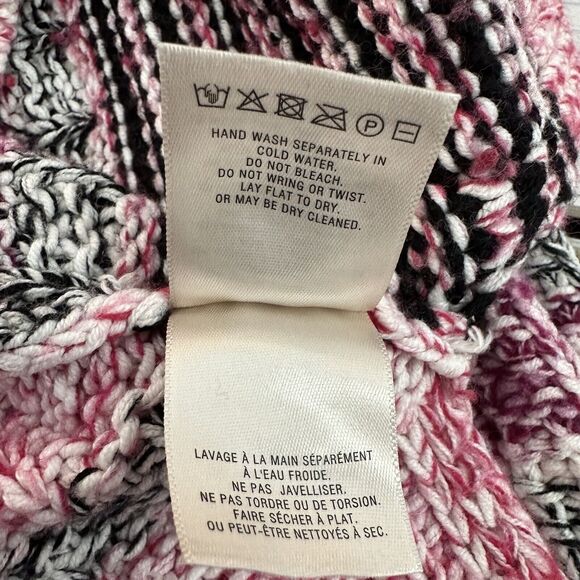 P
HAND WASH SEPARATELY IN
COLD WATER.
DO NOT BLEACH.
DO NOT WRING OR TWIST.
LAY FLAT TO DRY.
OR MAY BE DRY CLEANED.
LAVAGE À LA MAIN SÉPARÉMENT
À L'EAU FROIDE.
NE PAS JAVELLISER.
NE PAS TORDRE OU DE TORSION.
FAIRE SÉCHER À PLAT.
OU PEUT-ÊTRE NETTOYÉS À SEC.